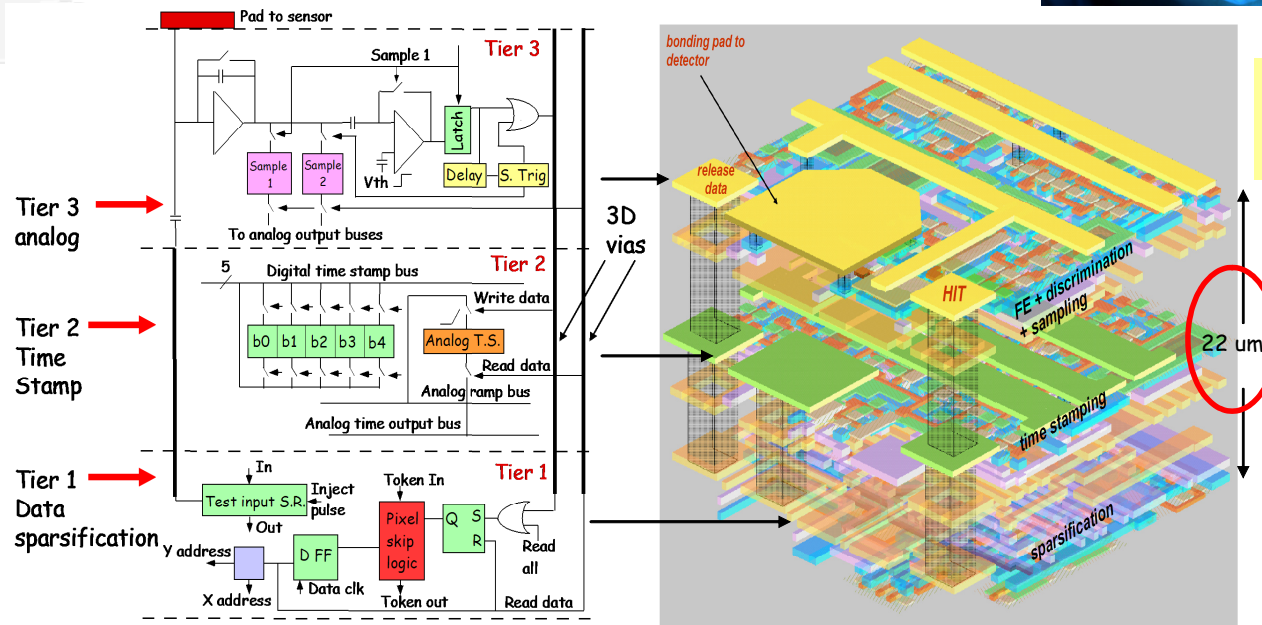 Pad to sensor
Tier 3
Sample 1
Latch
Sample
1
Sample
2
Vth
Delay
S. Trig
To analog output buses
Tier 3
analog
Tier 2
5
Digital time stamp bus
Write data
b0
b1
b2
b3
b4
Analog T.S.
Read data
Analog ramp bus
Analog time output bus
Tier 2
Time
Stamp
Tier 1
In
Test input S.R.
Inject
pulse
Out
Token In
Pixel
skip
logic
Q
S
R
Read
all
Y address
D FF
Data clk
X address
Token out
Read data
Tier 1
Data
sparsification
3D
vias
bonding pad to
detector
release
data
HIT
FE + discrimination
+ sampling
time stamping
sparsification
22 um